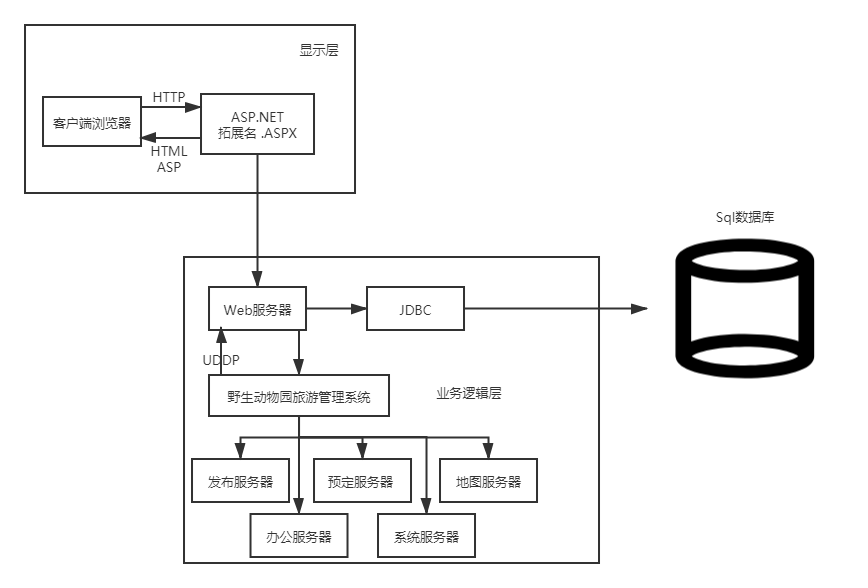 显示层
HTTP
客户端浏览器
ASP.NET
拓展名 .ASPX
HTML
ASP
Sql数据库
Web服务器
JDBC
UDDP
野生动物园旅游管理系统
业务逻辑层
发布服务器
预定服务器
地图服务器
办公服务器
系统服务器